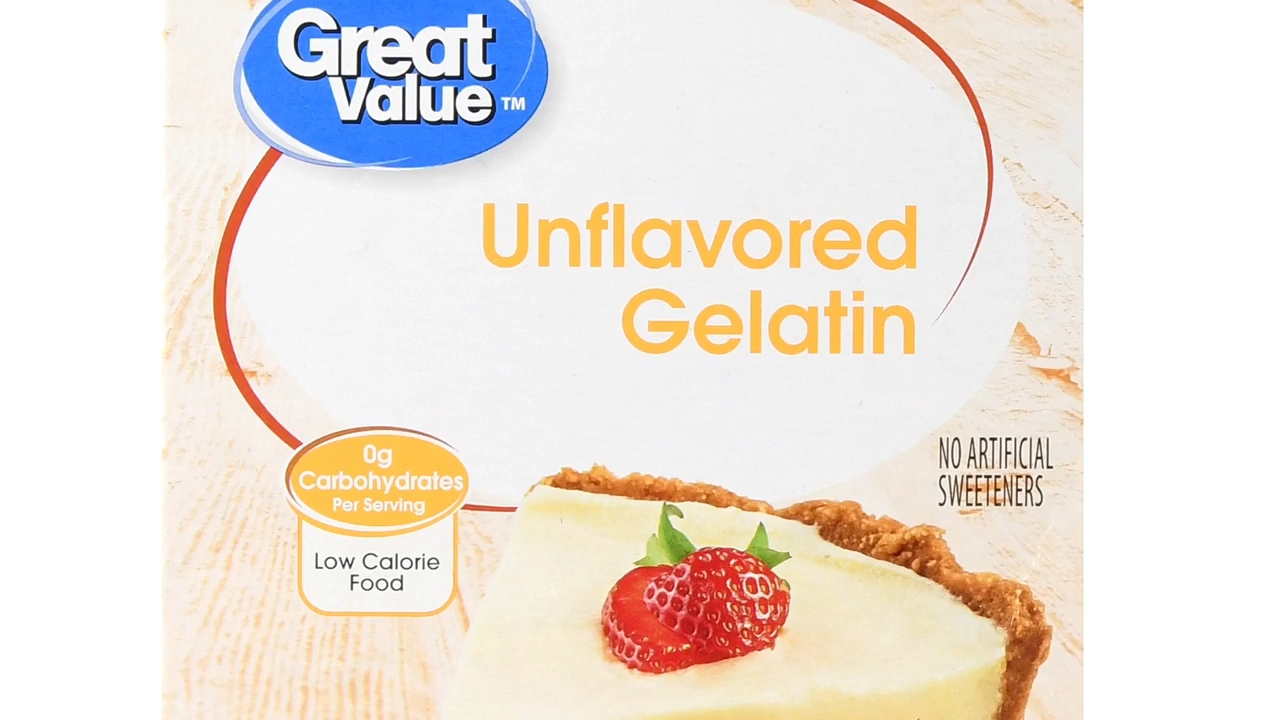 Great
Value™
Unflavored
Gelatin
0g
Carbohydrates
Per Serving
Low Calorie
Food
NO ARTIFICIAL
SWEETENERS